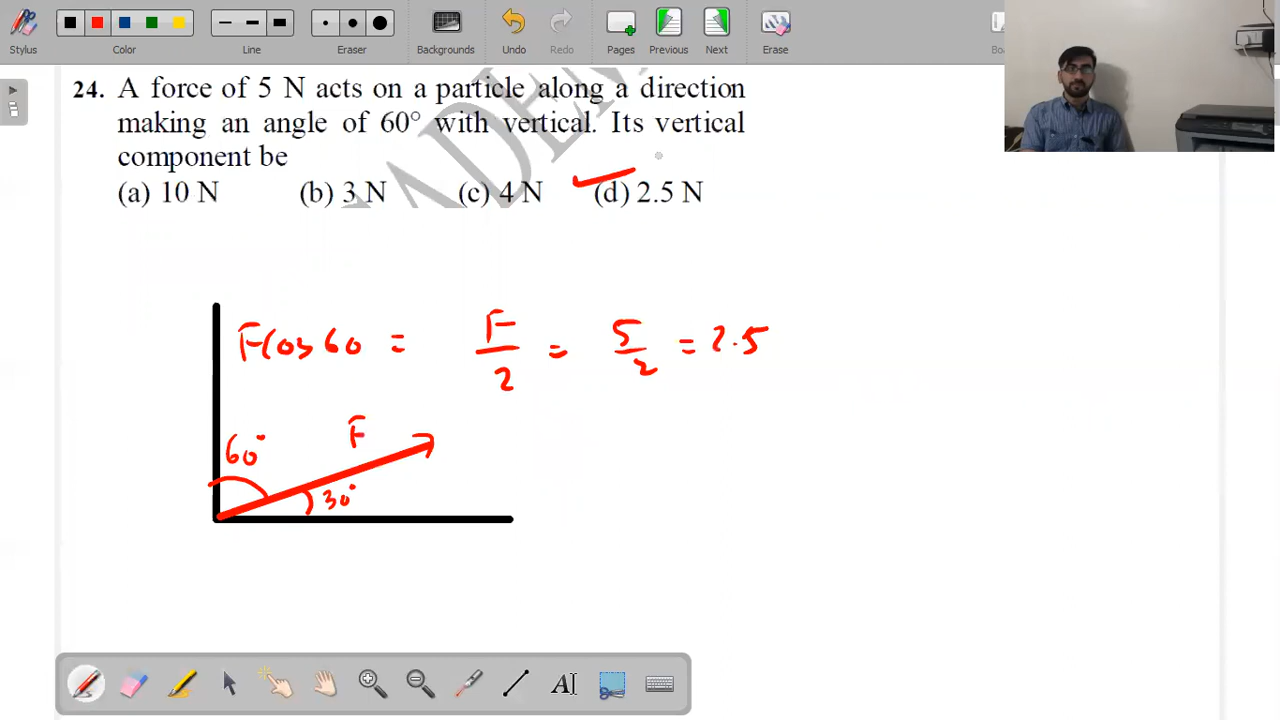 Stylus
Color
Line
Eraser
Backgrounds
Undo
Redo
Pages
Previous
Next
Erase
24. A force of 5 N acts on a particle along a direction
making an angle of 60° with vertical. Its vertical
component be
(a) 10 N (b) 3 N (c) 4 N (d) 2.5 N
F Cos 60 = F/2 = 5/2 = 2.5
60°
F
30°